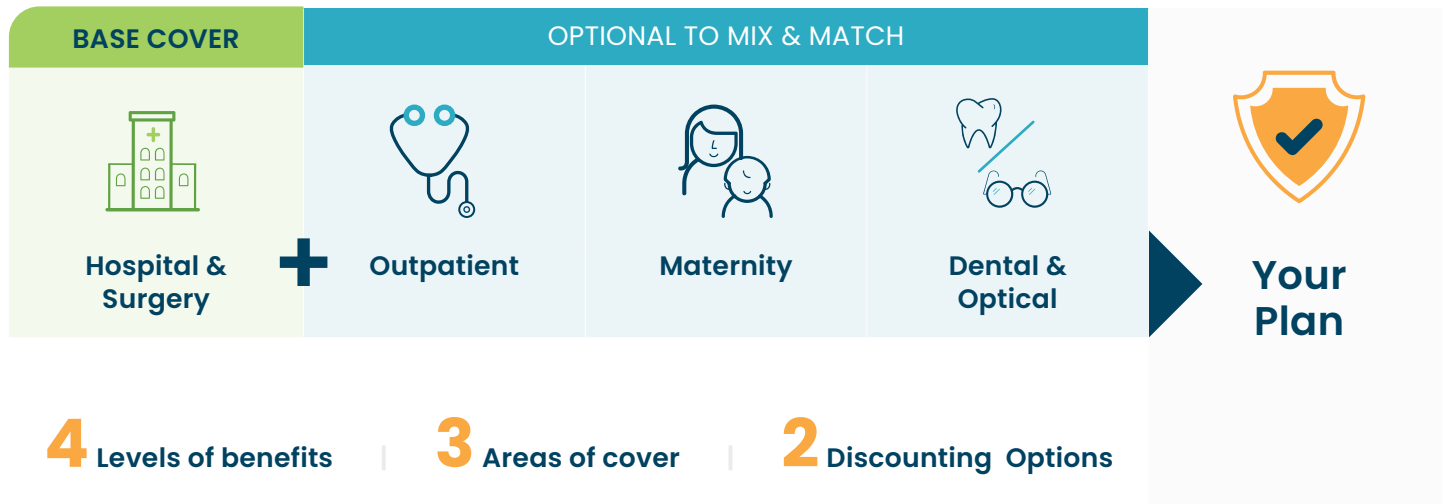 BASE COVER
OPTIONAL TO MIX & MATCH
Hospital &
Surgery
Outpatient
Maternity
Dental &
Optical
Your
Plan
4 Levels of benefits
3 Areas of cover
2 Discounting Options